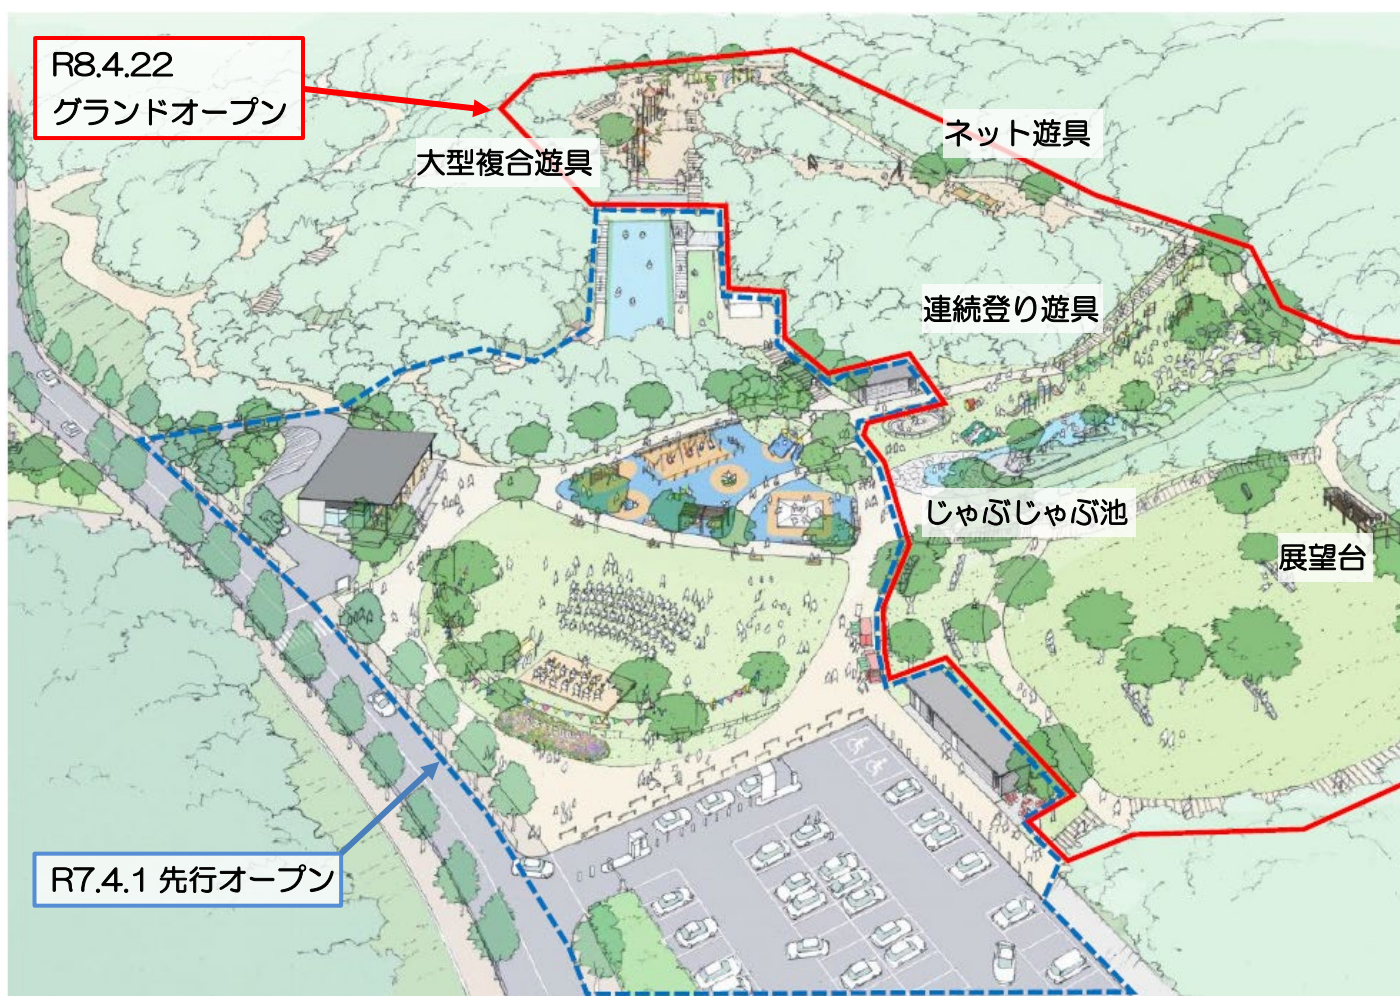 R8.4.22
グランドオープン
大型複合遊具
ネット遊具
連続登り遊具
じゃぶじゃぶ池
展望台
R7.4.1 先行オープン